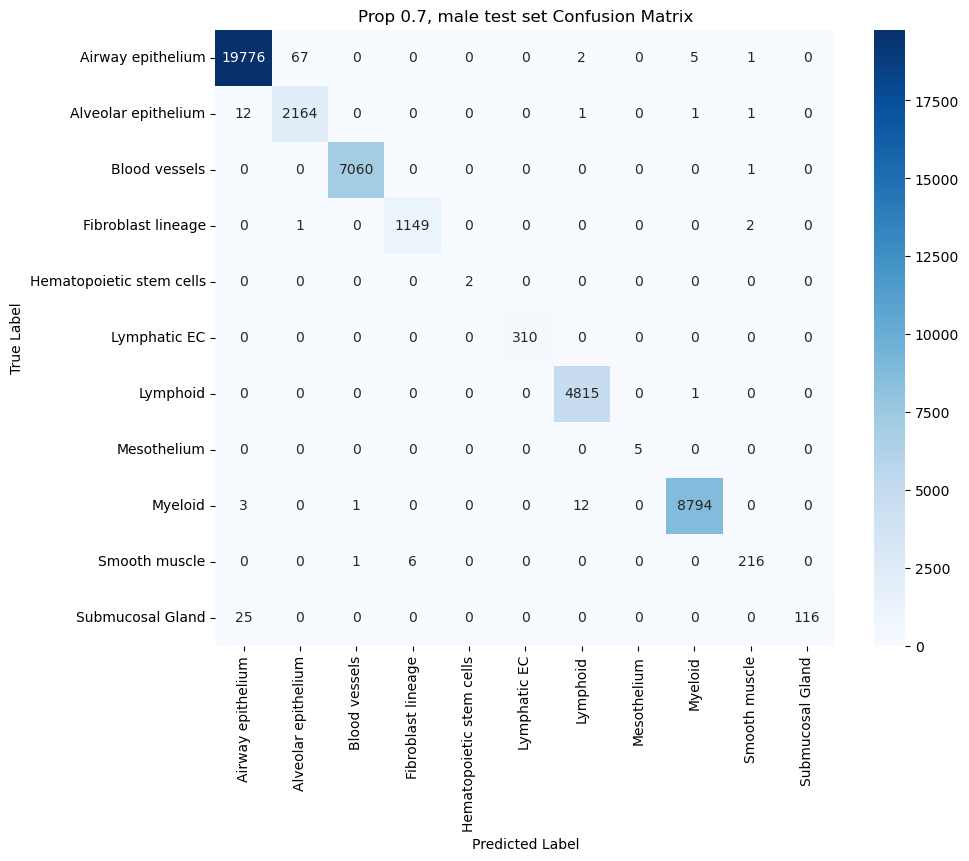 Prop 0.7, male test set Confusion Matrix
Airway epithelium 19776 67 0 0 0 0 2 0 5 1 0
Alveolar epithelium 12 2164 0 0 0 0 1 0 1 1 0
Blood vessels 0 0 7060 0 0 0 0 0 0 1 0
Fibroblast lineage 0 1 0 1149 0 0 0 0 0 2 0
Hematopoietic stem cells 0 0 0 0 2 0 0 0 0 0 0
Lymphatic EC 0 0 0 0 0 310 0 0 0 0 0
Lymphoid 0 0 0 0 0 0 4815 0 1 0 0
Mesothelium 0 0 0 0 0 0 0 5 0 0 0
Myeloid 3 0 1 0 0 0 12 0 8794 0 0
Smooth muscle 0 0 1 6 0 0 0 0 0 216 0
Submucosal Gland 25 0 0 0 0 0 0 0 0 0 116
True Label
Airway epithelium
Alveolar epithelium
Blood vessels
Fibroblast lineage
Hematopoietic stem cells
Lymphatic EC
Lymphoid
Mesothelium
Myeloid
Smooth muscle
Submucosal Gland
Predicted Label
17500
15000
12500
10000
7500
5000
2500
0